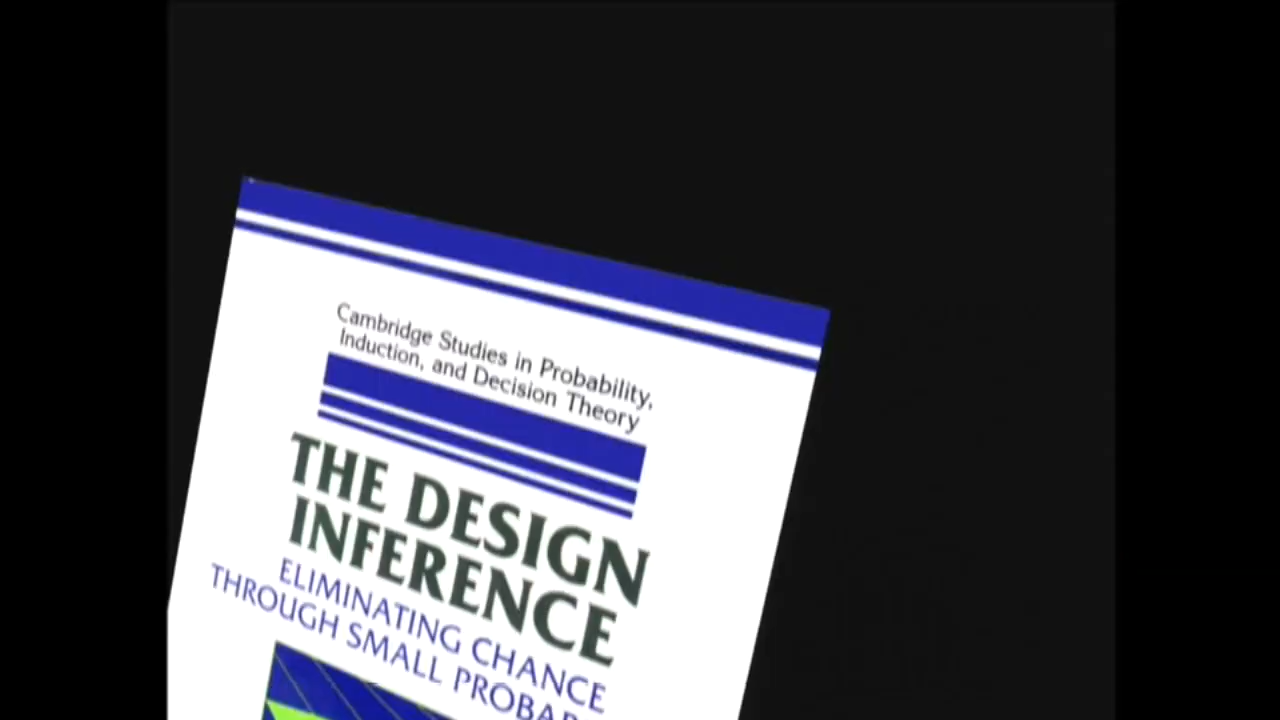 Cambridge Studies in Probability,
Induction, and Decision Theory
THE DESIGN
INFERENCE
ELIMINATING CHANCE
THROUGH SMALL